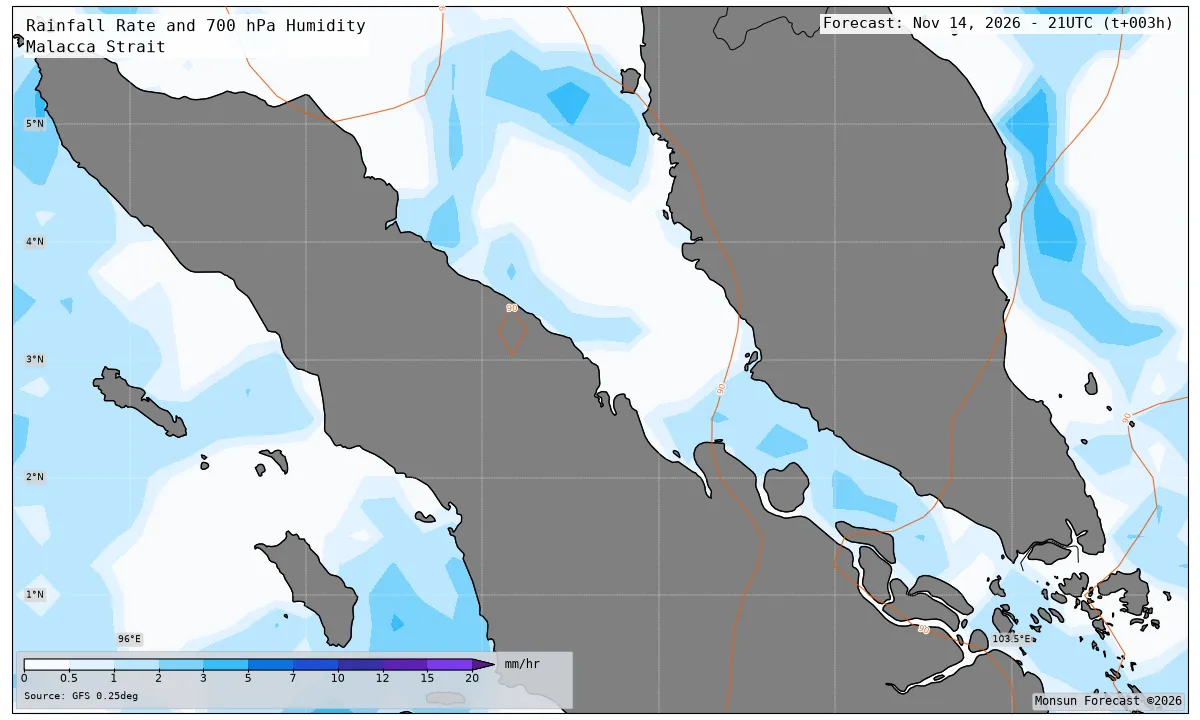 Rainfall Rate and 700 hPa Humidity
Malacca Strait
Forecast: Nov 14, 2026 - 21UTC (t+003h)
5°N
4°N
90
3°N
90
90
2°N
1°N
90
96°E
103.5°E
mm/hr
0 0.5 1 2 3 5 7 10 12 15 20
Source: GFS 0.25deg
Monsun Forecast ©2026